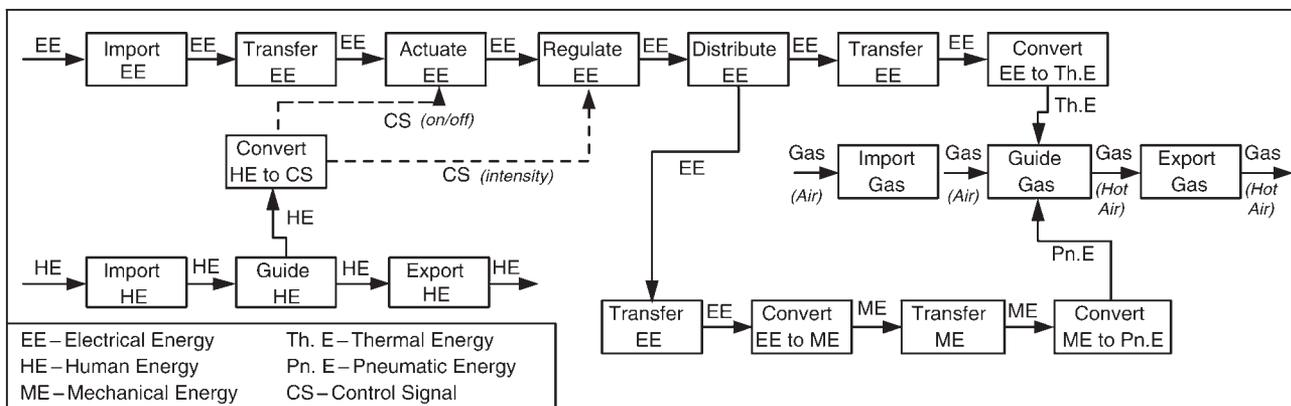 EE
Import
EE
EE
Transfer
EE
EE
Actuate
EE
EE
Regulate
EE
EE
Distribute
EE
EE
Transfer
EE
EE
Convert
EE to Th.E
Th.E
CS (on/off)
Convert
HE to CS
CS (intensity)
EE
Gas
(Air)
Import
Gas
Gas
(Air)
Guide
Gas
Gas
(Hot
Air)
Export
Gas
Gas
(Hot
Air)
HE
Pn.E
HE
Import
HE
HE
Guide
HE
HE
Export
HE
HE
Transfer
EE
EE
Convert
EE to ME
ME
Transfer
ME
ME
Convert
ME to Pn.E
EE – Electrical Energy
Th. E – Thermal Energy
HE – Human Energy
Pn. E – Pneumatic Energy
ME – Mechanical Energy
CS – Control Signal